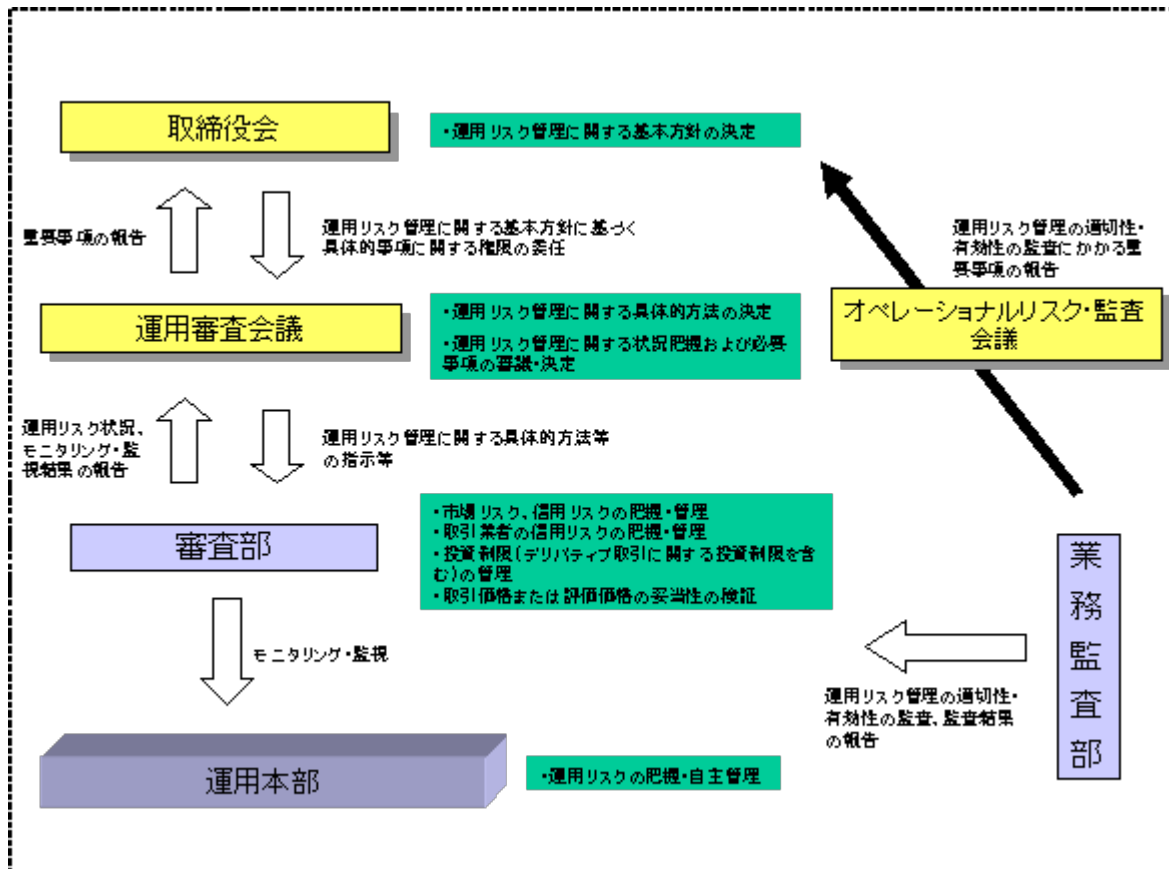 取締役会
・運用リスク管理に関する基本方針の決定
重要事項の報告
運用リスク管理に関する基本方針に基づく
具体的事項に関する権限の委任
運用リスク管理の適切性・
有効性の監査にかかる重
要事項の報告
運用審査会議
・運用リスク管理に関する具体的方法の決定
・運用リスク管理に関する状況把握および必要
事項の審議・決定
オペレーショナルリスク・監査
会議
運用リスク状況、
モニタリング・監
視結果の報告
運用リスク管理に関する具体的方法等
の指示等
審査部
・市場リスク、信用リスクの把握・管理
・取引業者の信用リスクの把握・管理
・投資制限(デリバティブ取引に関する投資制限を含
む)の管理
・取引価格または評価価格の妥当性の検証
業務監査部
モニタリング・監視
運用リスク管理の適切性・
有効性の監査、監査結果
の報告
運用本部
・運用リスクの把握・自主管理